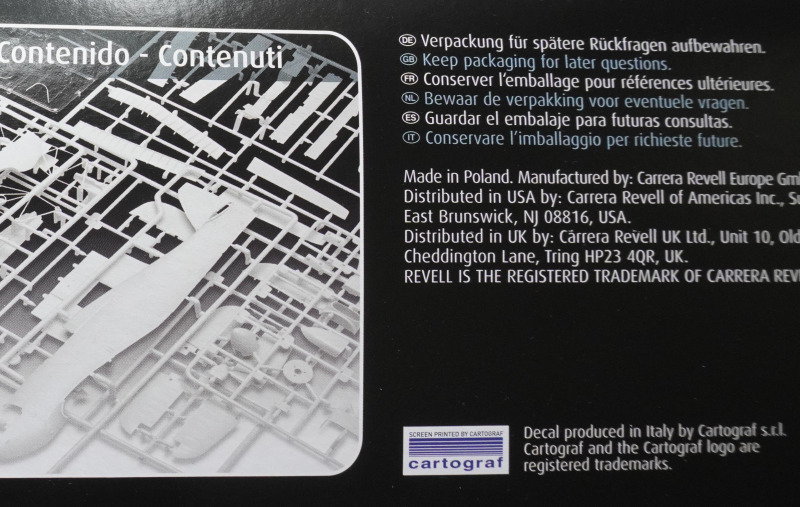 Contenido - Contenuti
DE Verpackung für spätere Rückfragen aufbewahren.
GB Keep packaging for later questions.
FR Conserver l'emballage pour références ultérieures.
NL Bewaar de verpakking voor eventuele vragen.
ES Guardar el embalaje para futuras consultas.
IT Conservare l'imballaggio per richieste future.
Made in Poland. Manufactured by: Carrera Revell Europe
Distributed in USA by: Carrera Revell of Americas Inc.,
East Brunswick, NJ 08816, USA.
Distributed in UK by: Carrera Revell UK Ltd., Unit 10, Old
Cheddington Lane, Tring HP23 4QR, UK.
REVELL IS THE REGISTERED TRADEMARK OF CARRERA
SCREEN PRINTED BY CARTOGRAF
cartograf
Decal produced in Italy by Cartograf s.r.l.
Cartograf and the Cartograf logo are
registered trademarks.